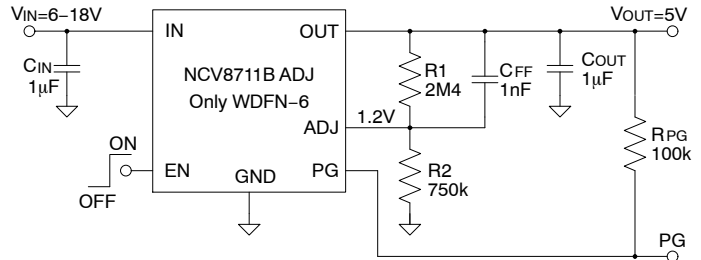 VIN=6–18V
VOUT=5V
IN
OUT
CIN
1μF
NCV8711B ADJ
Only WDFN–6
R1
2M4
CFF
1nF
COUT
1μF
1.2V
ADJ
ON
OFF
EN
GND
PG
R2
750k
RPG
100k
PG